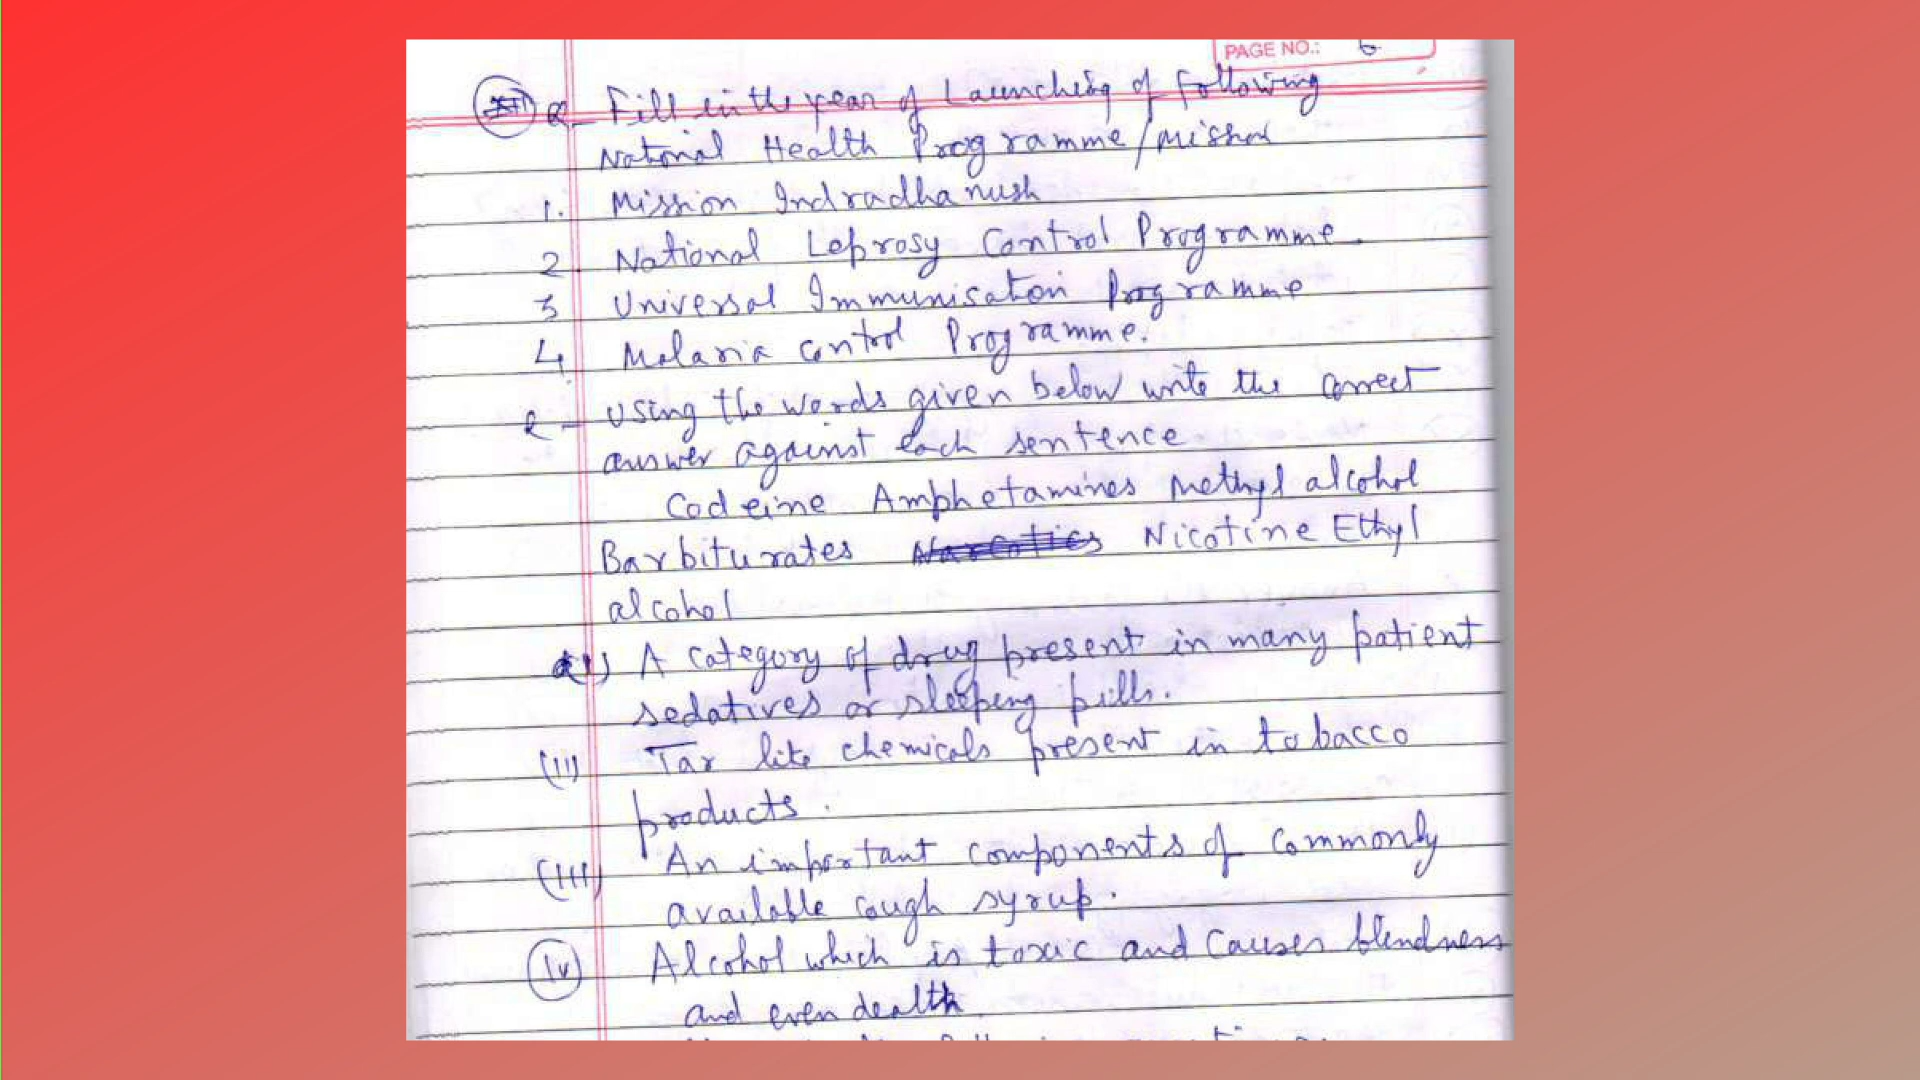 PAGE NO.: 6
Q- Fill in the year of Launching of following
National Health Programme/Mission
1. Mission Indradhanush
2 National Leprosy Control Programme.
3 Universal Immunisation Programme
4 Malaria control Programme.
Q- Using the words given below write the correct
answer against each sentence
Codeine Amphetamines Methyl alcohol
Barbiturates Narcotics Nicotine Ethyl
alcohol
(I) A category of drug present in many patient
sedatives or sleeping pills.
(II) Tar like chemicals present in tobacco
products.
(III) An important components of commonly
available cough syrup.
(IV) Alcohol which is toxic and causes blindness
and even death